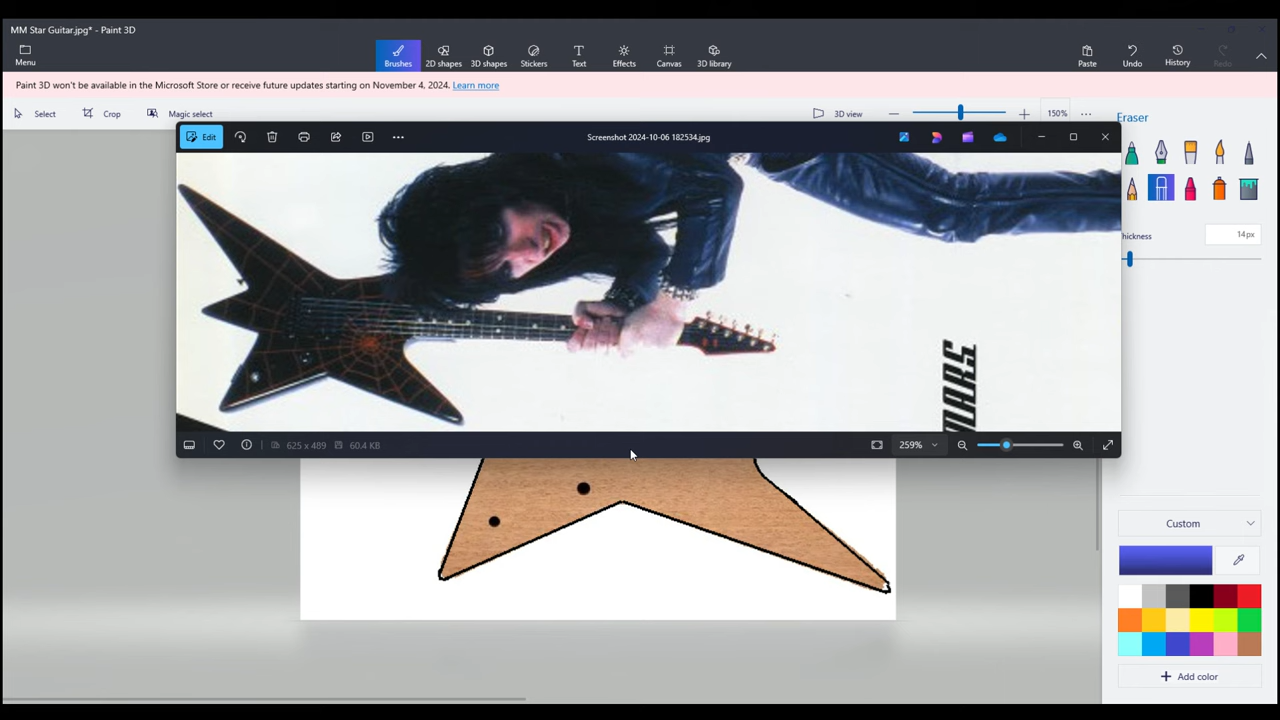 MM Star Guitar.jpg* - Paint 3D
Menu
Brushes
2D shapes
3D shapes
Stickers
Text
Effects
Canvas
3D library
Paste
Undo
History
Redo
Paint 3D won't be available in the Microsoft Store or receive future updates starting on November 4, 2024. Learn more
Select
Crop
Magic select
3D view
150%
Eraser
Edit
Screenshot 2024-10-06 182534.jpg
hickness
14px
MARS
625 x 489
60.4 KB
259%
Custom
Add color